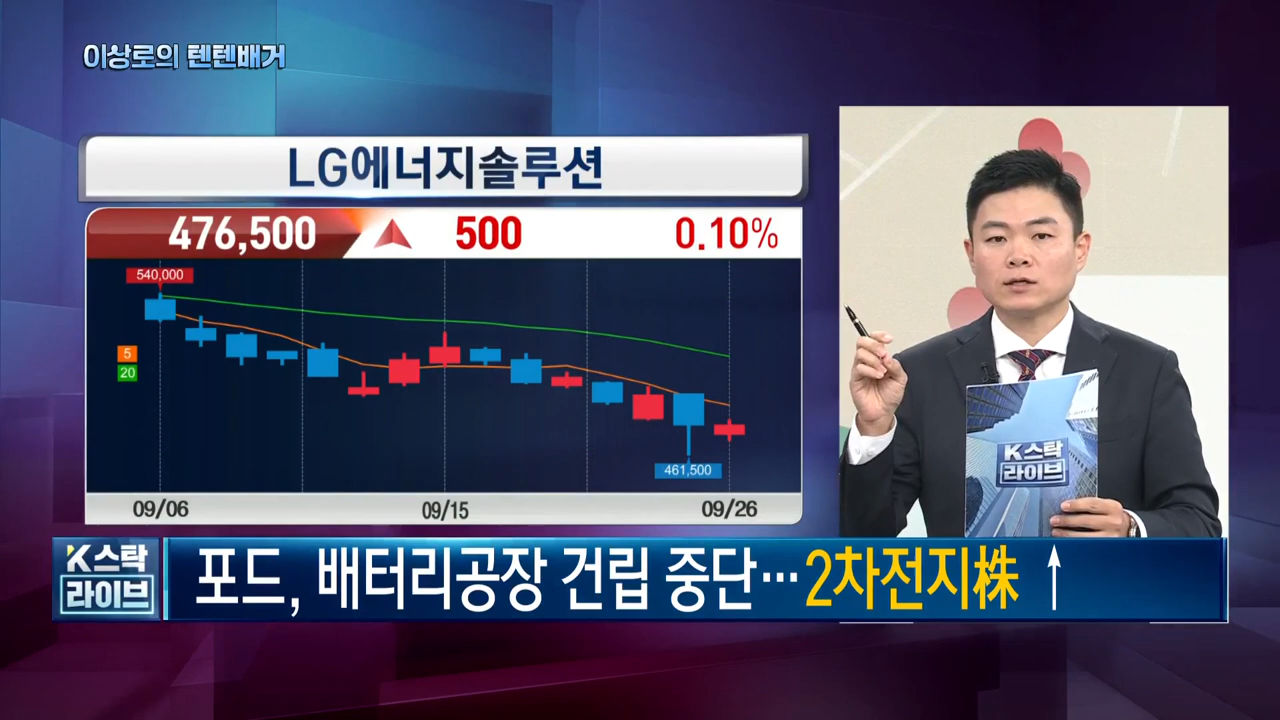 이상로의 텐텐배거
LG에너지솔루션
476,500 ▲ 500 0.10%
540,000
5
20
461,500
09/06 09/15 09/26
K스탁
라이브
K스탁
라이브
포드, 배터리공장 건립 중단…2차전지株 ↑